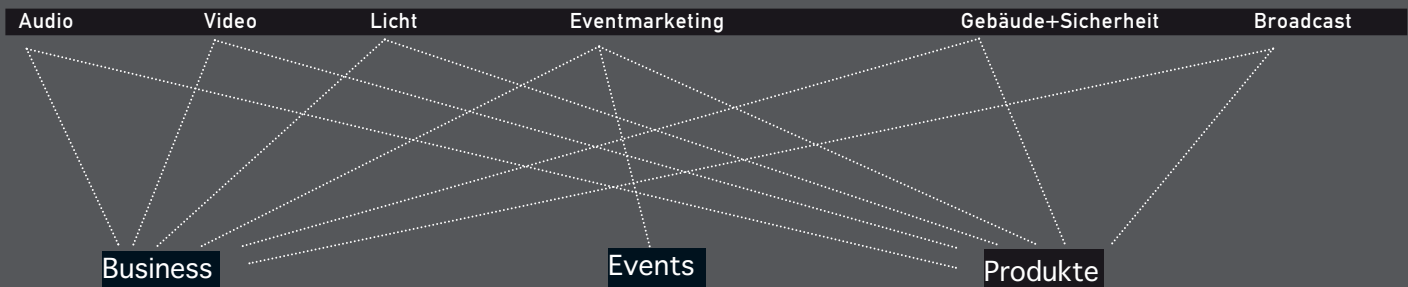 Audio Video Licht Eventmarketing Gebäude+Sicherheit Broadcast
Business Events Produkte